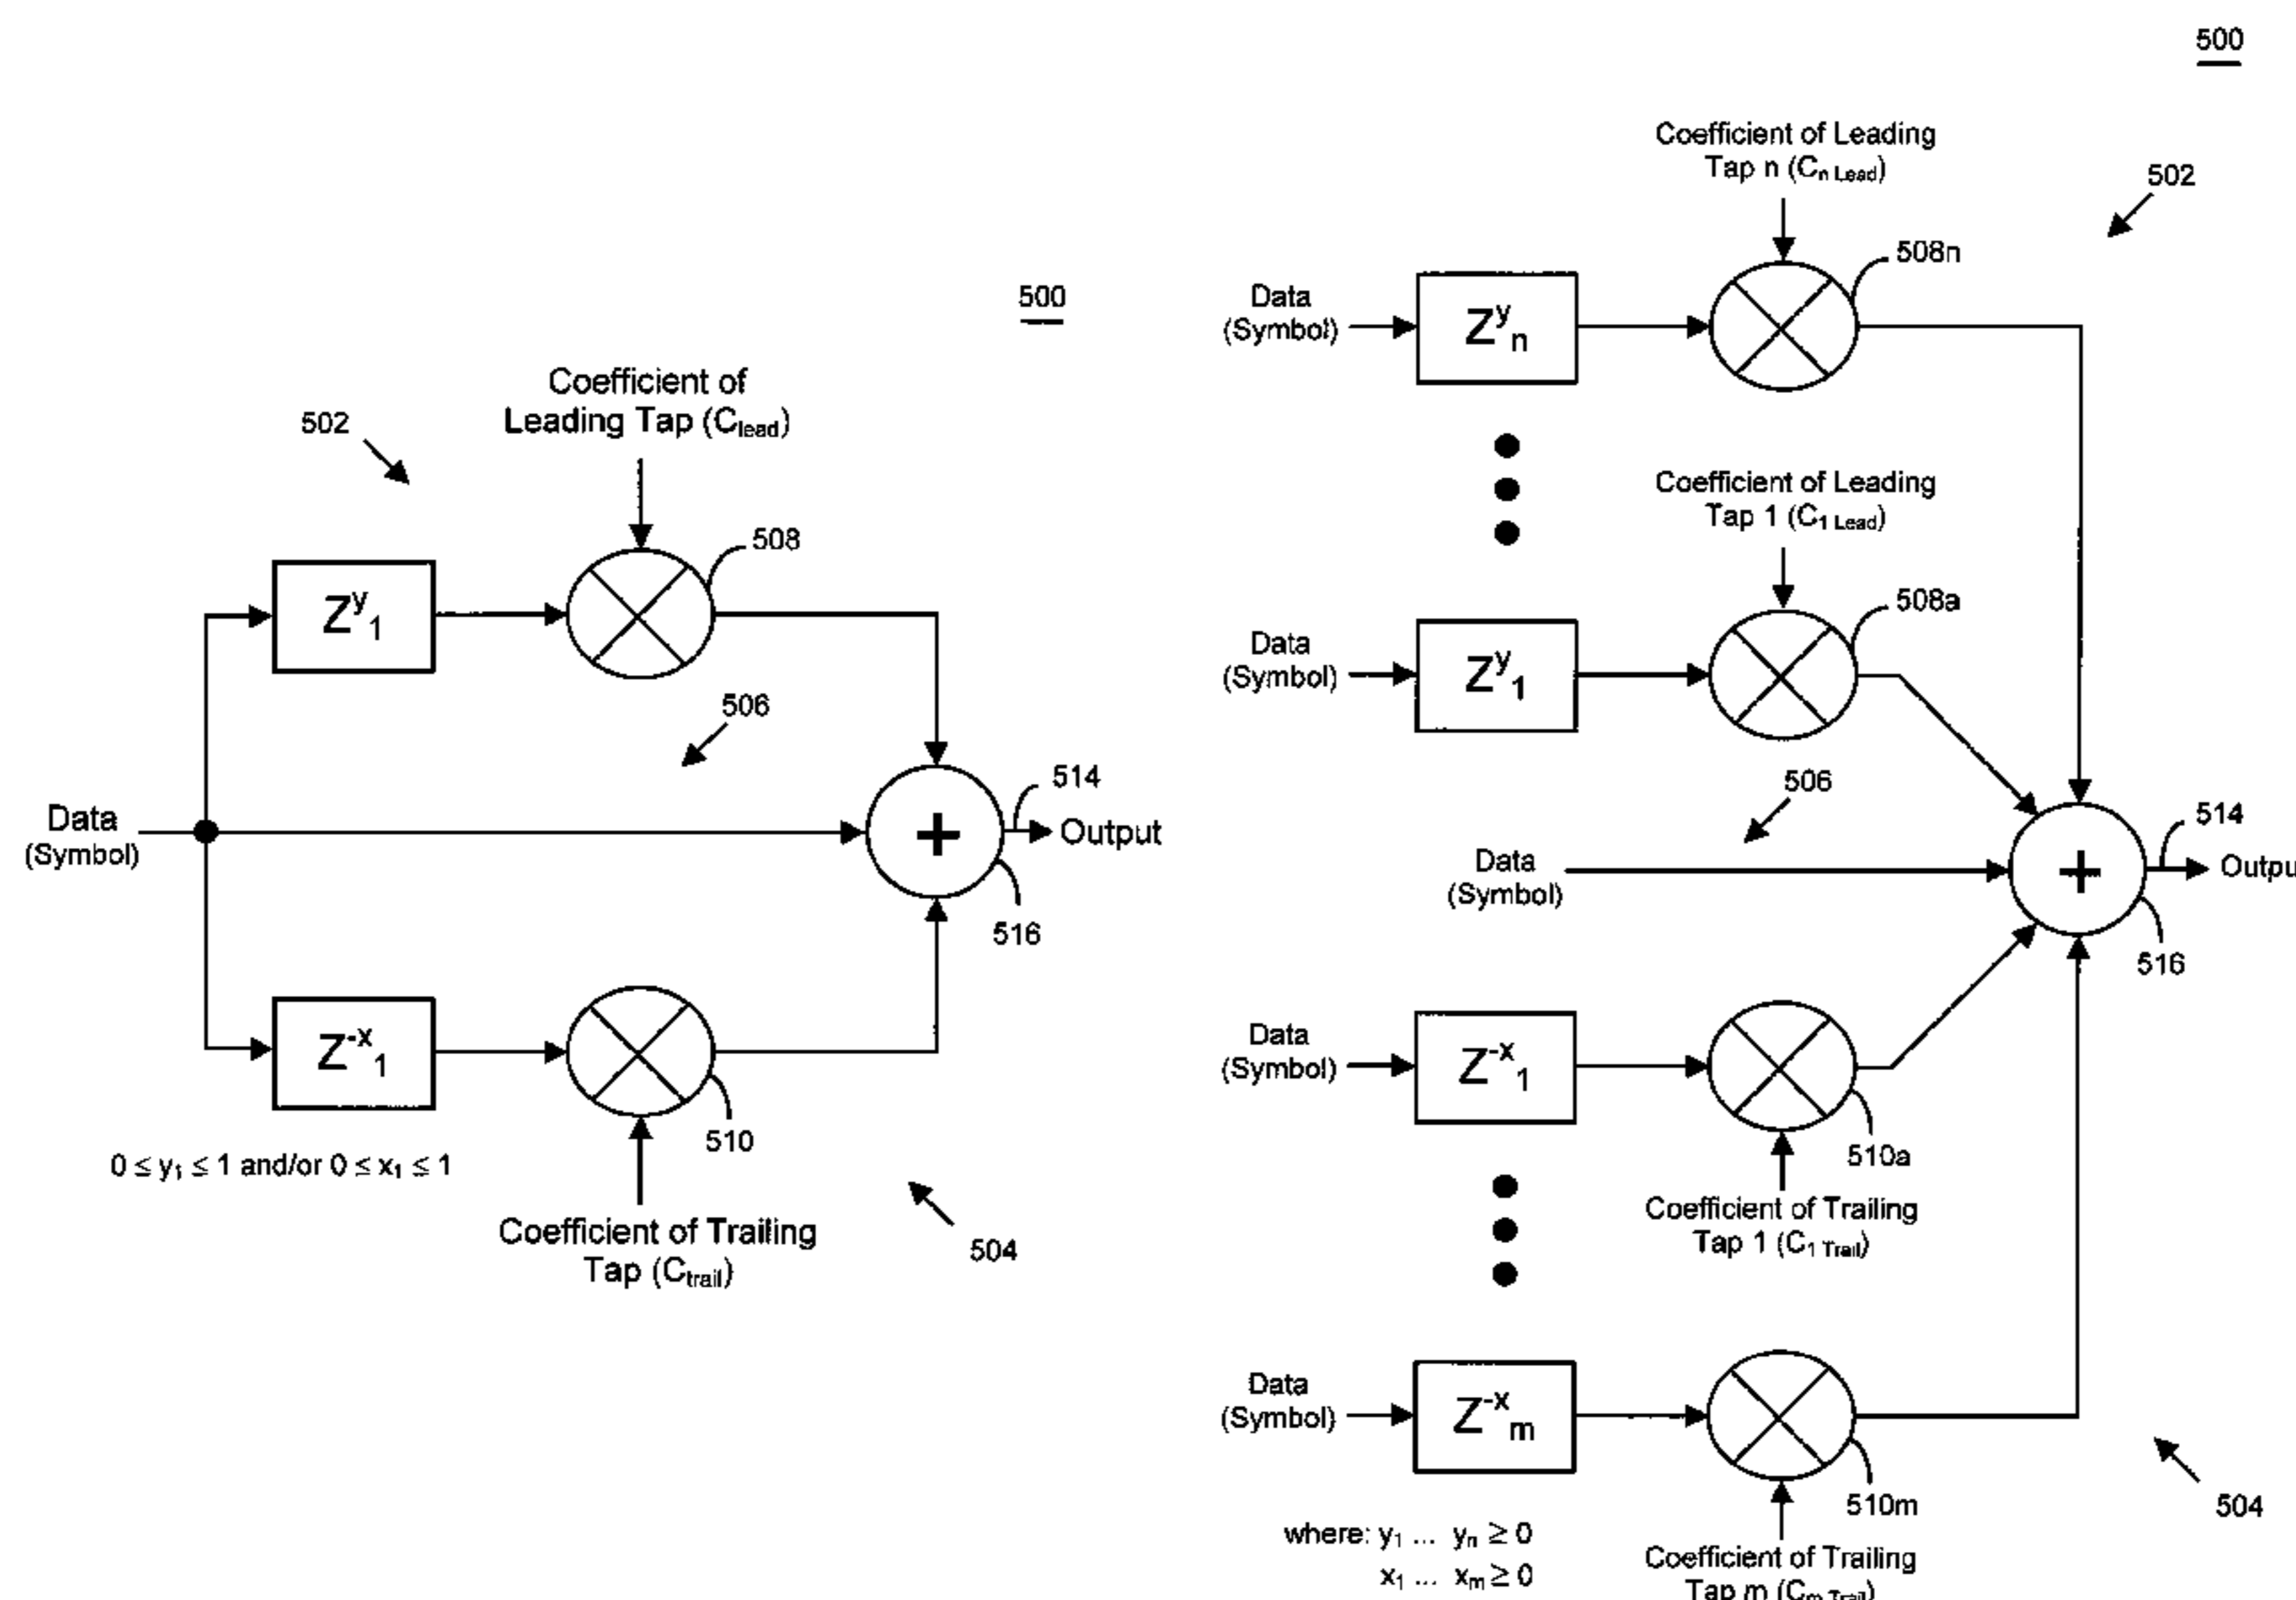 500
Coefficient of
Leading Tap (Clead)
502
508
Zy1
506
Data
(Symbol)
+
514
Output
516
Z-x1
510
0 ≤ y1 ≤ 1 and/or 0 ≤ x1 ≤ 1
Coefficient of Trailing
Tap (Ctrail)
504
500
Coefficient of Leading
Tap n (Cn Lead)
502
508n
Data
(Symbol)
Zyn
Coefficient of Leading
Tap 1 (C1 Lead)
508a
Data
(Symbol)
Zy1
506
514
Data
(Symbol)
+
Outpu
516
Data
(Symbol)
Z-x1
510a
Coefficient of Trailing
Tap 1 (C1 Trail)
Data
(Symbol)
Z-xm
510m
504
where: y1 ... yn ≥ 0
x1 ... xm ≥ 0
Coefficient of Trailing
Tap m (Cm Trail)